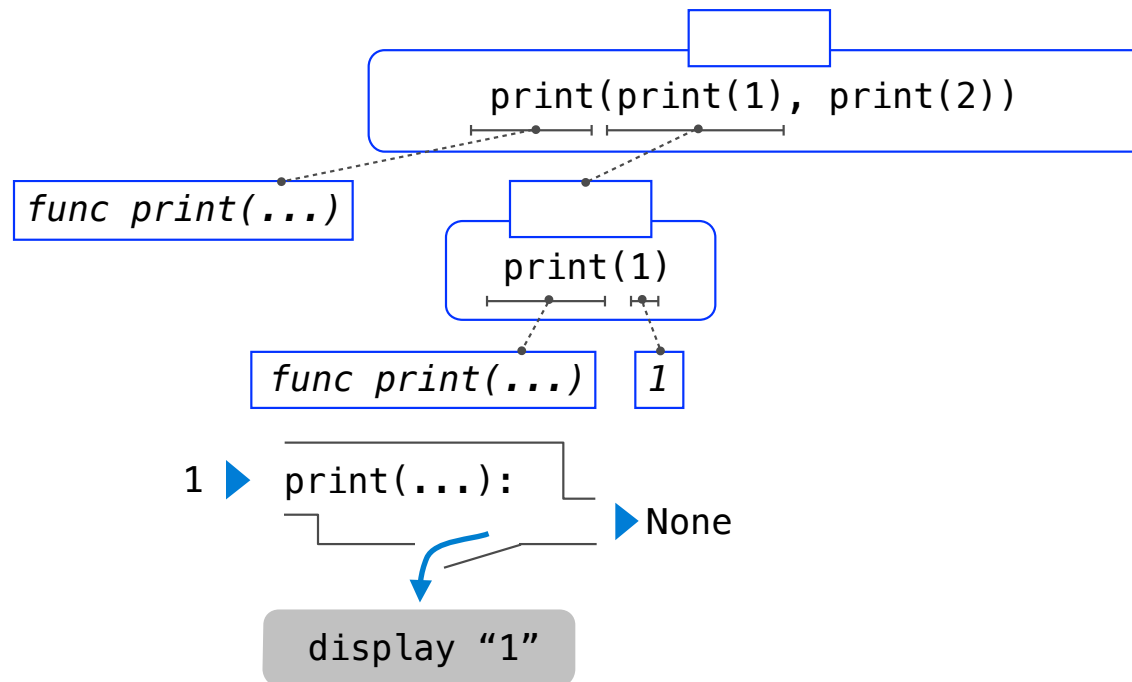 print(print(1), print(2))
func print(...)
print(1)
func print(...)
1
1
print(...):
None
display “1”